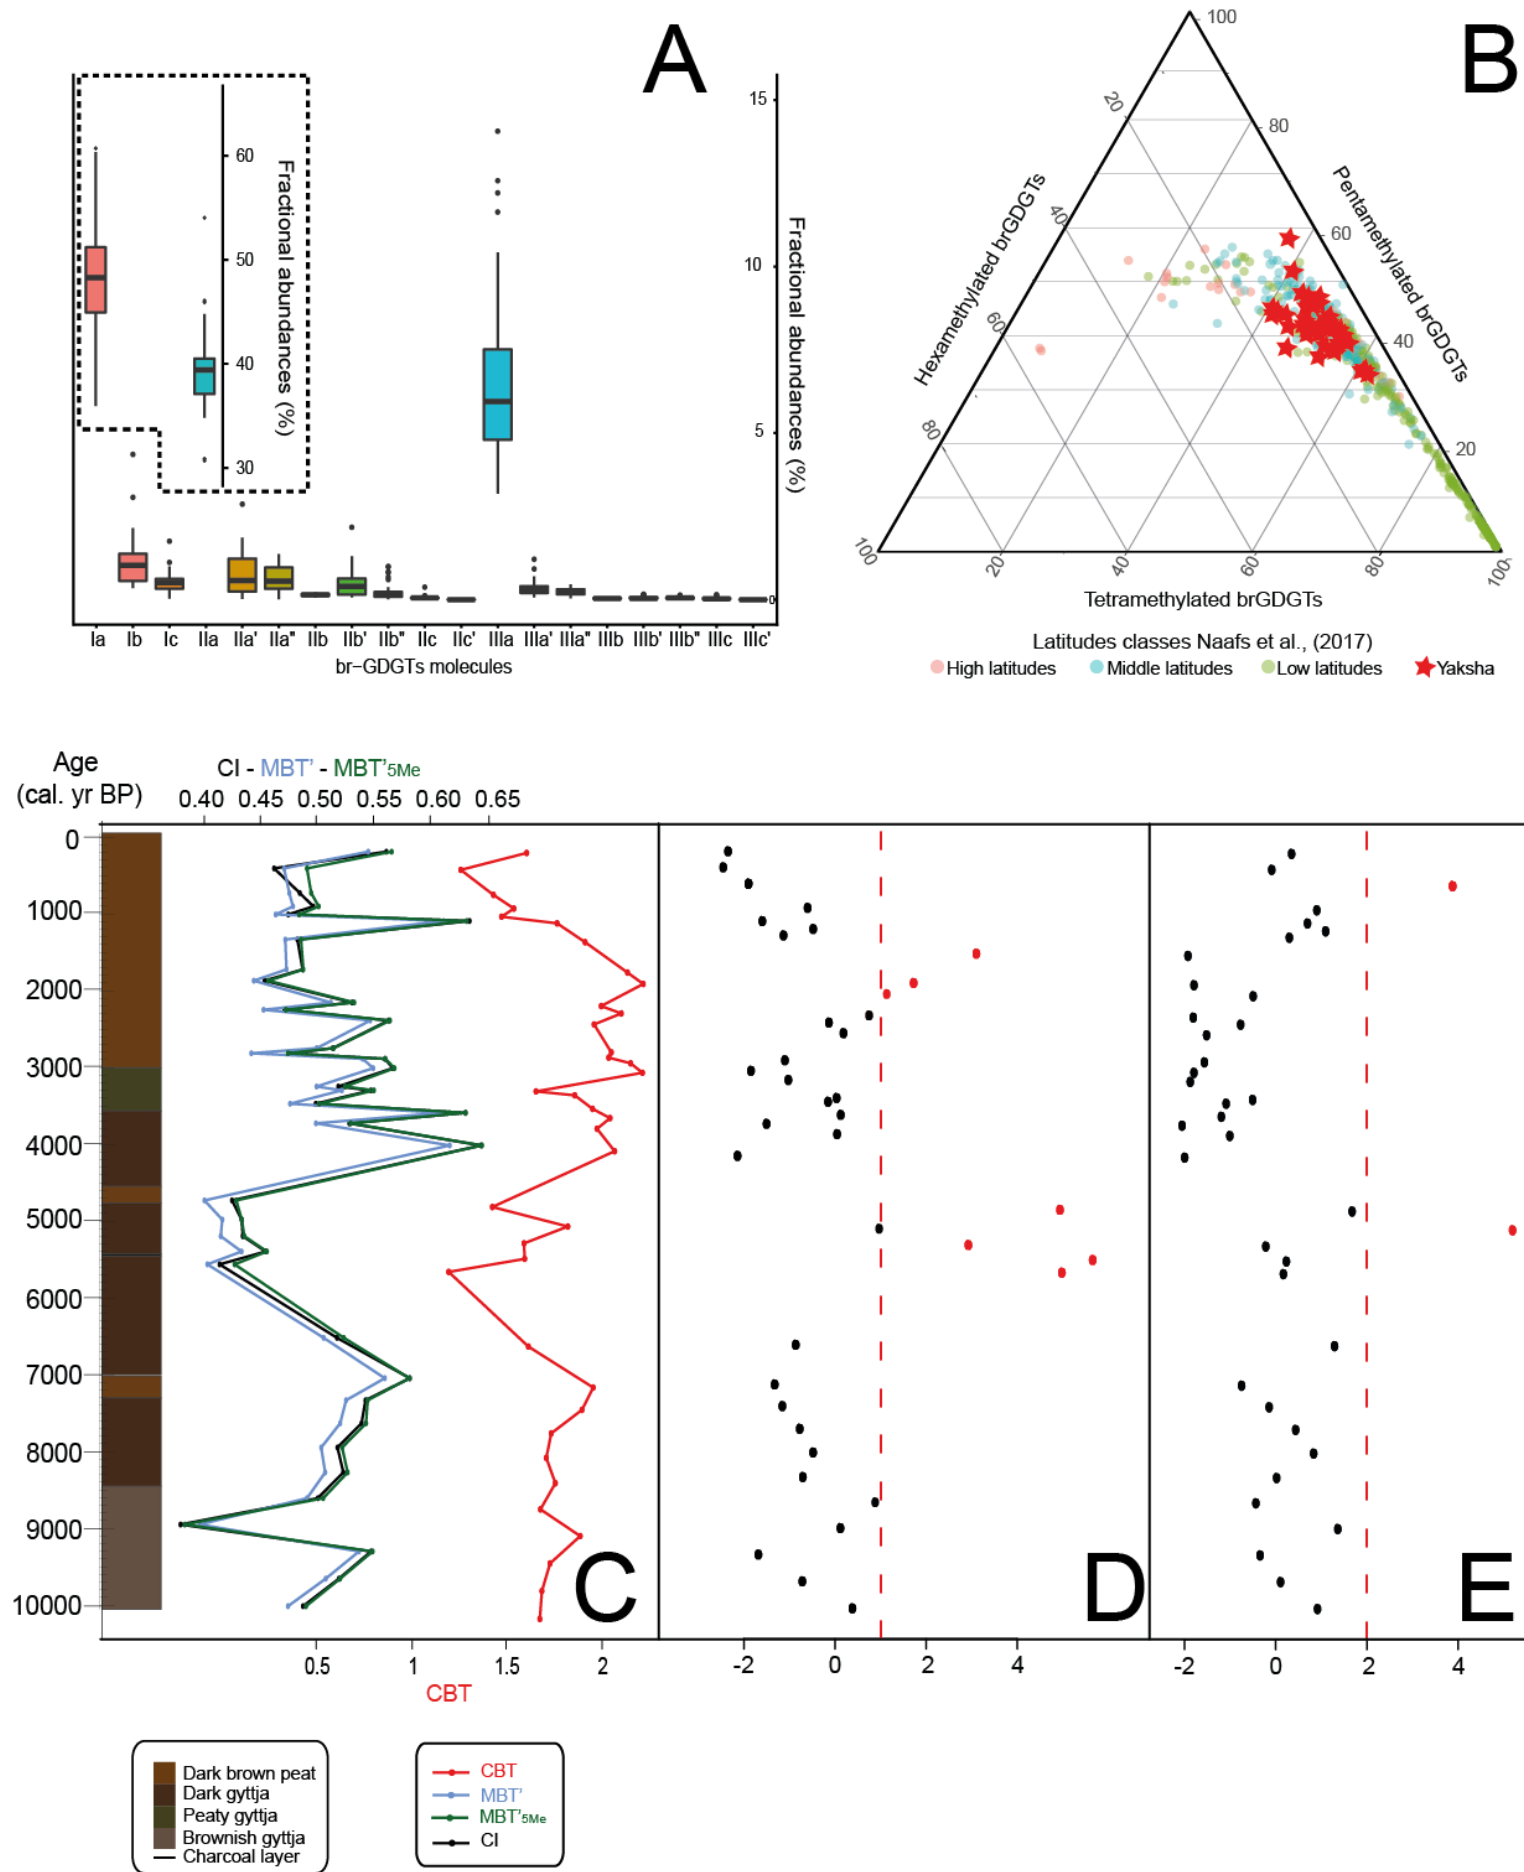 A
B
15
10
5
0
Fractional abundances (%)
60
50
40
30
Fractional abundances (%)
Ia Ib Ic IIa IIa' IIa" IIb IIb' IIb" IIc IIc' IIIa IIIa' IIIa" IIIb IIIb' IIIb" IIIc IIIc'
br-GDGTs molecules
100
80
60
40
20
Pentamethylated brGDGTs
20
40
60
80
100
Hexamethylated brGDGTs
20
40
60
80
100
Tetramethylated brGDGTs
Latitudes classes Naafs et al., (2017)
High latitudes Middle latitudes Low latitudes Yaksha
Age
(cal. yr BP)
CI - MBT' - MBT'5Me
0.40 0.45 0.50 0.55 0.60 0.65
0
1000
2000
3000
4000
5000
6000
7000
8000
9000
10000
C
D
E
0.5 1 1.5 2
CBT
-2 0 2 4
-2 0 2 4
Dark brown peat
Dark gyttja
Peaty gyttja
Brownish gyttja
Charcoal layer
CBT
MBT'
MBT'5Me
CI